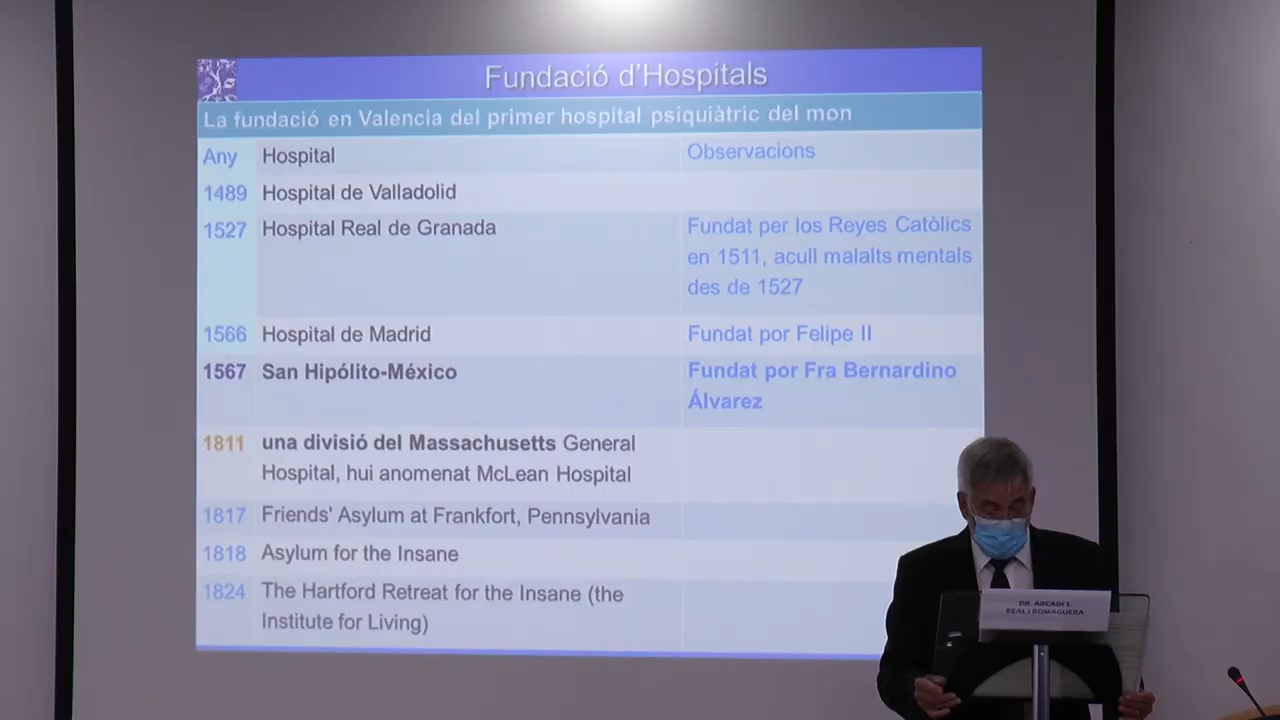 Fundació d'Hospitals
La fundació en Valencia del primer hospital psiquiàtric del mon
Any Hospital Observacions
1489 Hospital de Valladolid
1527 Hospital Real de Granada
Fundat per los Reyes Catòlics
en 1511, acull malalts mentals
des de 1527
1566 Hospital de Madrid Fundat por Felipe II
1567 San Hipólito-México
Fundat por Fra Bernardino
Álvarez
1811 una divisió del Massachusetts General
Hospital, hui anomenat McLean Hospital
1817 Friends' Asylum at Frankfort, Pennsylvania
1818 Asylum for the Insane
1824 The Hartford Retreat for the Insane (the
Institute for Living)
DR. ARCADI J.
REAL I ROMAGUERA